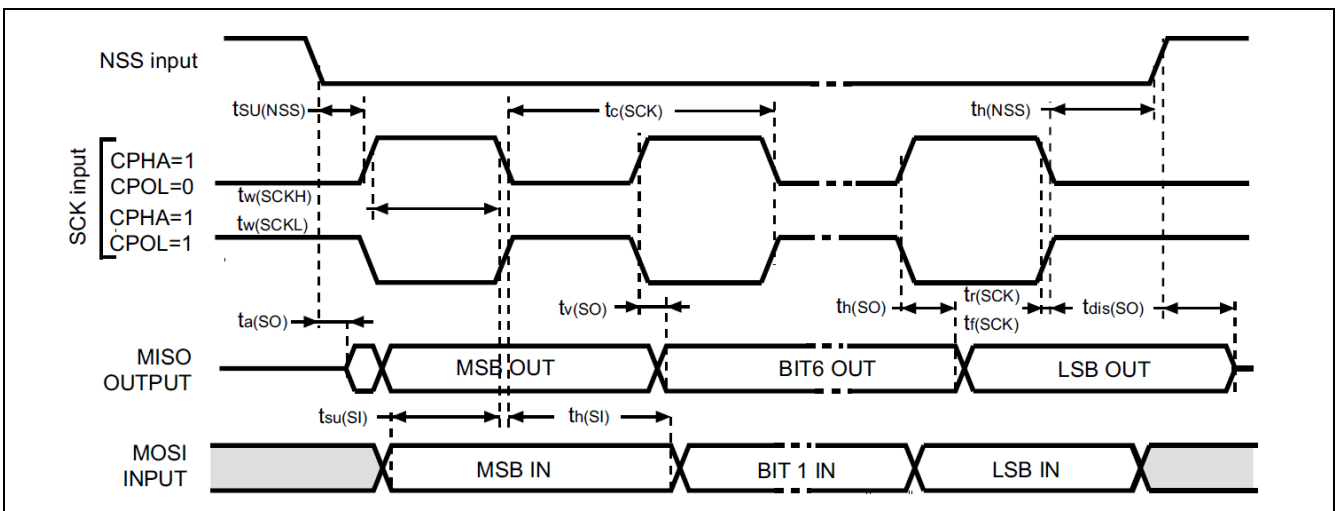 NSS input
tSU(NSS)
tc(SCK)
th(NSS)
SCK input
CPHA=1
CPOL=0
tw(SCKH)
CPHA=1
tw(SCKL)
CPOL=1
ta(SO)
tv(SO)
th(SO)
tr(SCK)
tf(SCK)
tdis(SO)
MISO
OUTPUT
MSB OUT
BIT6 OUT
LSB OUT
tsu(SI)
th(SI)
MOSI
INPUT
MSB IN
BIT 1 IN
LSB IN